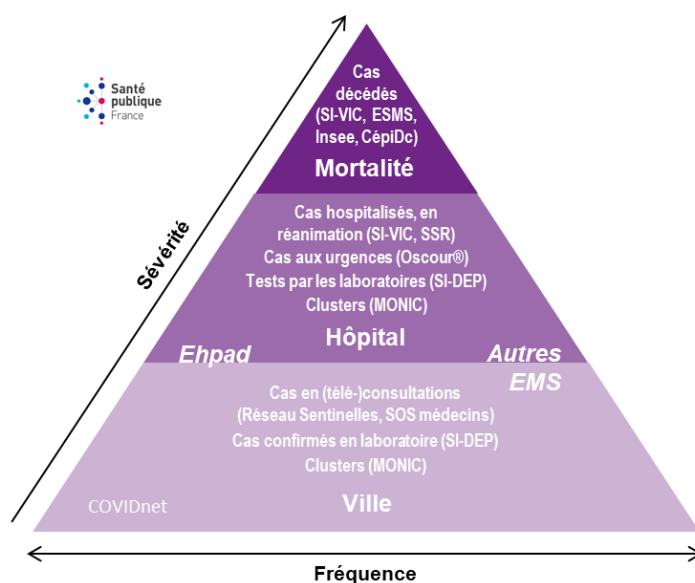 Santé
publique
France
Cas
décédés
(SI-VIC, ESMS,
Insee, CépiDc)
Mortalité
Sévérité
Cas hospitalisés, en
réanimation (SI-VIC, SSR)
Cas aux urgences (Oscour®)
Tests par les laboratoires (SI-DEP)
Clusters (MONIC)
Hôpital
Ehpad
Autres
EMS
Cas en (télé-)consultations
(Réseau Sentinelles, SOS médecins)
Cas confirmés en laboratoire (SI-DEP)
Clusters (MONIC)
COVIDnet
Ville
Fréquence